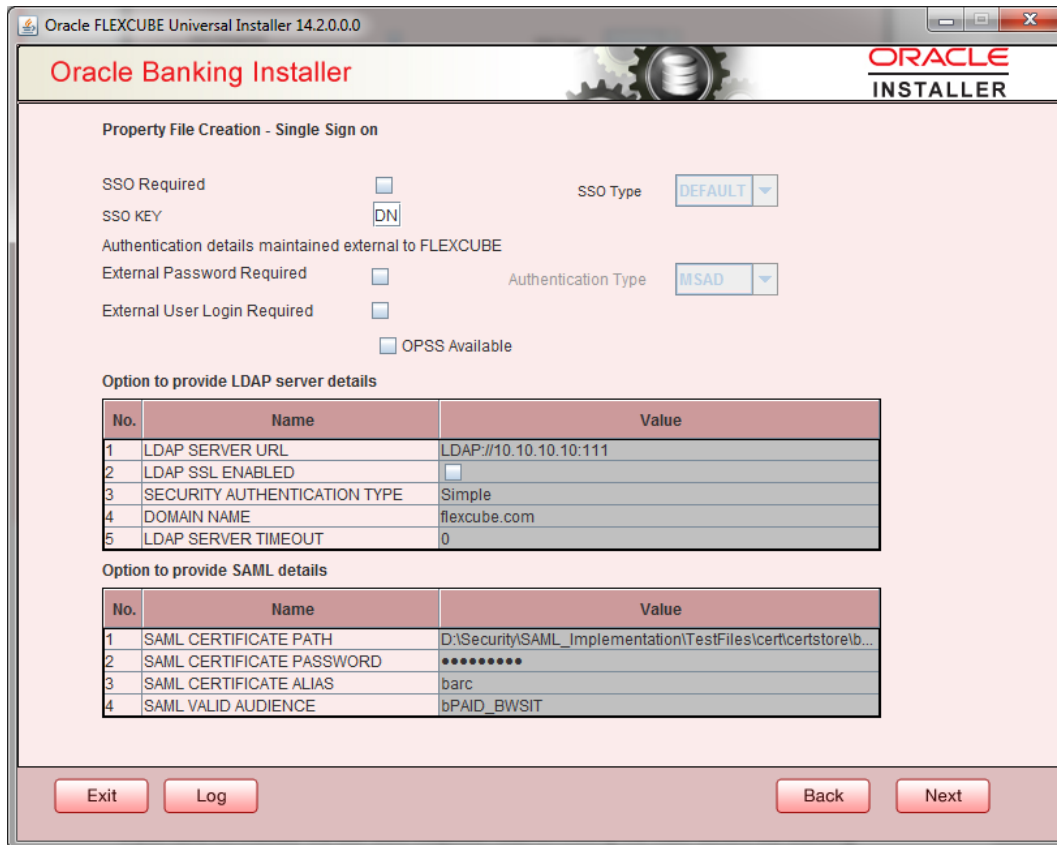 Oracle FLEXCUBE Universal Installer 14.2.0.0.0
Oracle Banking Installer
ORACLE
INSTALLER
Property File Creation - Single Sign on
SSO Required
SSO Type DEFAULT
SSO KEY DN
Authentication details maintained external to FLEXCUBE
External Password Required
Authentication Type MSAD
External User Login Required
OPSS Available
Option to provide LDAP server details
No. Name Value
1 LDAP SERVER URL LDAP://10.10.10.10:111
2 LDAP SSL ENABLED
3 SECURITY AUTHENTICATION TYPE Simple
4 DOMAIN NAME flexcube.com
5 LDAP SERVER TIMEOUT 0
Option to provide SAML details
No. Name Value
1 SAML CERTIFICATE PATH D:\Security\SAML_Implementation\TestFiles\cert\certstore\b...
2 SAML CERTIFICATE PASSWORD •••••••••
3 SAML CERTIFICATE ALIAS barc
4 SAML VALID AUDIENCE bPAID_BWSIT
Exit Log Back Next